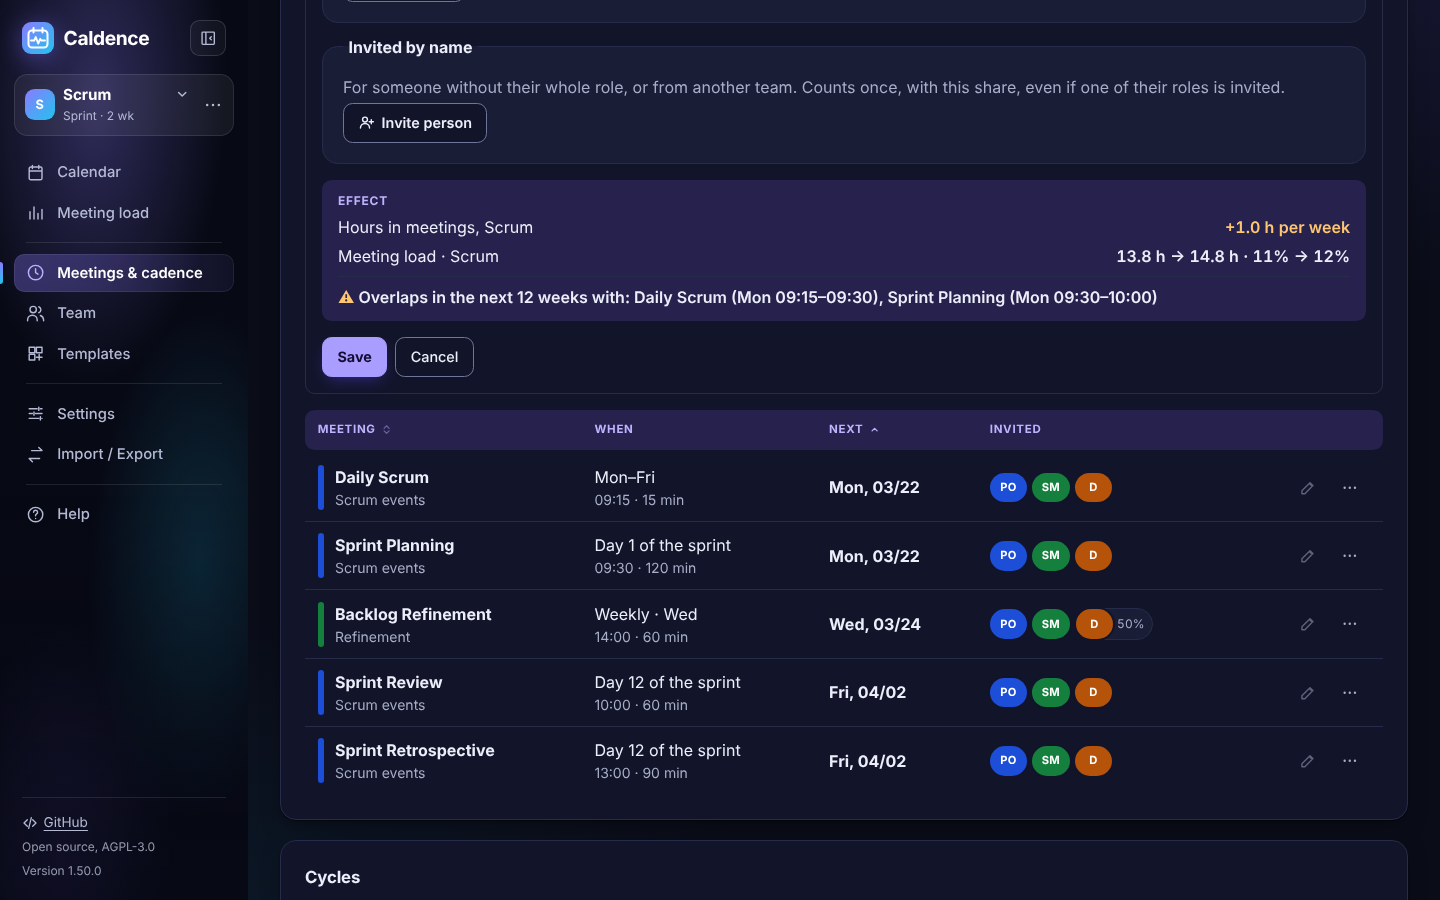 Caldence
S
Scrum
Sprint · 2 wk
Calendar
Meeting load
Meetings & cadence
Team
Templates
Settings
Import / Export
Help
GitHub
Open source, AGPL-3.0
Version 1.50.0
Invited by name
For someone without their whole role, or from another team. Counts once, with this share, even if one of their roles is invited.
Invite person
EFFECT
Hours in meetings, Scrum +1.0 h per week
Meeting load · Scrum 13.8 h → 14.8 h · 11% → 12%
Overlaps in the next 12 weeks with: Daily Scrum (Mon 09:15–09:30), Sprint Planning (Mon 09:30–10:00)
Save Cancel
MEETING WHEN NEXT INVITED
Daily Scrum Mon–Fri Mon, 03/22 PO SM D
Scrum events 09:15 · 15 min
Sprint Planning Day 1 of the sprint Mon, 03/22 PO SM D
Scrum events 09:30 · 120 min
Backlog Refinement Weekly · Wed Wed, 03/24 PO SM D 50%
Refinement 14:00 · 60 min
Sprint Review Day 12 of the sprint Fri, 04/02 PO SM D
Scrum events 10:00 · 60 min
Sprint Retrospective Day 12 of the sprint Fri, 04/02 PO SM D
Scrum events 13:00 · 90 min
Cycles